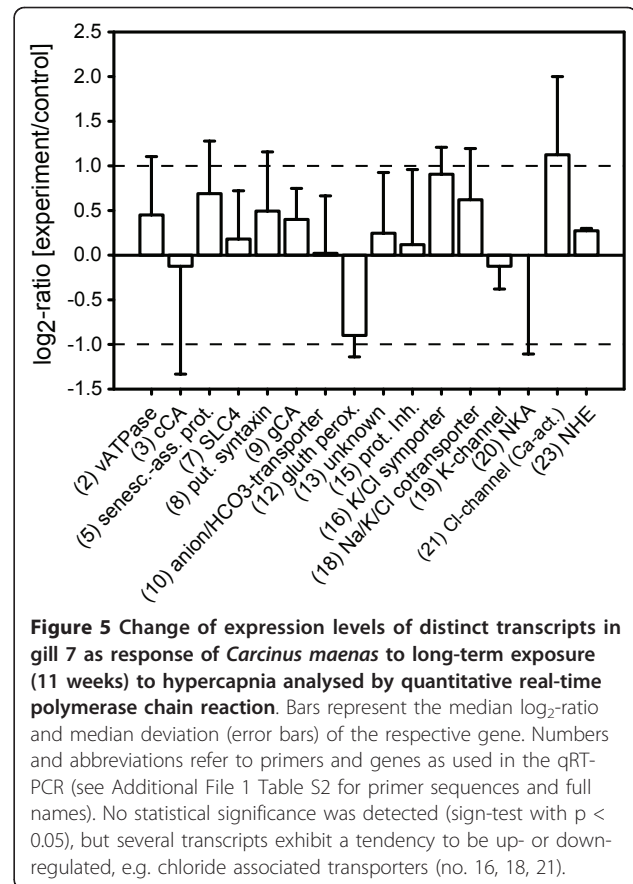 2.5
2.0
1.5
1.0
0.5
0.0
-0.5
-1.0
-1.5
log2-ratio [experiment/control]
(2) vATPase
(3) cCA
(5) senesc.-ass. prot.
(7) SLC4
(8) put. syntaxin
(9) gCA
(10) anion/HCO3-transporter
(12) gluth perox.
(13) unknown
(15) prot. Inh.
(16) K/Cl symporter
(18) Na/K/Cl cotransporter
(19) K-channel
(20) NKA
(21) Cl-channel (Ca-act.)
(23) NHE
Figure 5 Change of expression levels of distinct transcripts in
gill 7 as response of Carcinus maenas to long-term exposure
(11 weeks) to hypercapnia analysed by quantitative real-time
polymerase chain reaction. Bars represent the median log2-ratio
and median deviation (error bars) of the respective gene. Numbers
and abbreviations refer to primers and genes as used in the qRT-
PCR (see Additional File 1 Table S2 for primer sequences and full
names). No statistical significance was detected (sign-test with p <
0.05), but several transcripts exhibit a tendency to be up- or down-
regulated, e.g. chloride associated transporters (no. 16, 18, 21).